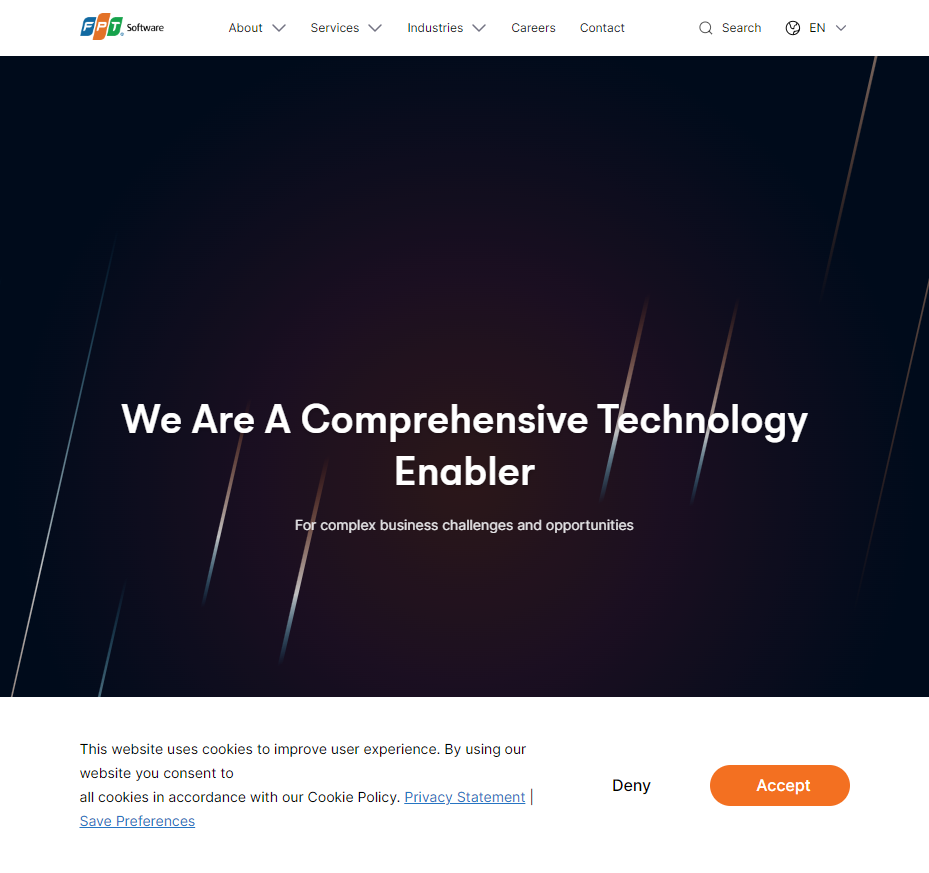 FPT Software
About
Services
Industries
Careers
Contact
Search
EN
We Are A Comprehensive Technology
Enabler
For complex business challenges and opportunities
This website uses cookies to improve user experience. By using our
website you consent to
all cookies in accordance with our Cookie Policy. Privacy Statement |
Save Preferences
Deny
Accept